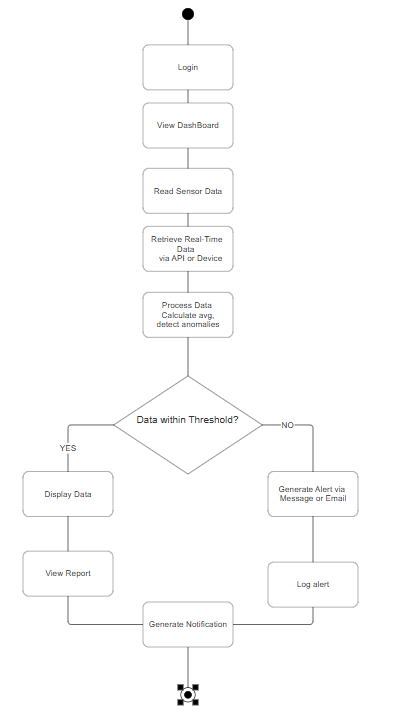 Login
View DashBoard
Read Sensor Data
Retrieve Real-Time
Data
via API or Device
Process Data
Calculate avg,
detect anomalies
Data within Threshold?
YES
NO
Display Data
Generate Alert via
Message or Email
View Report
Log alert
Generate Notification